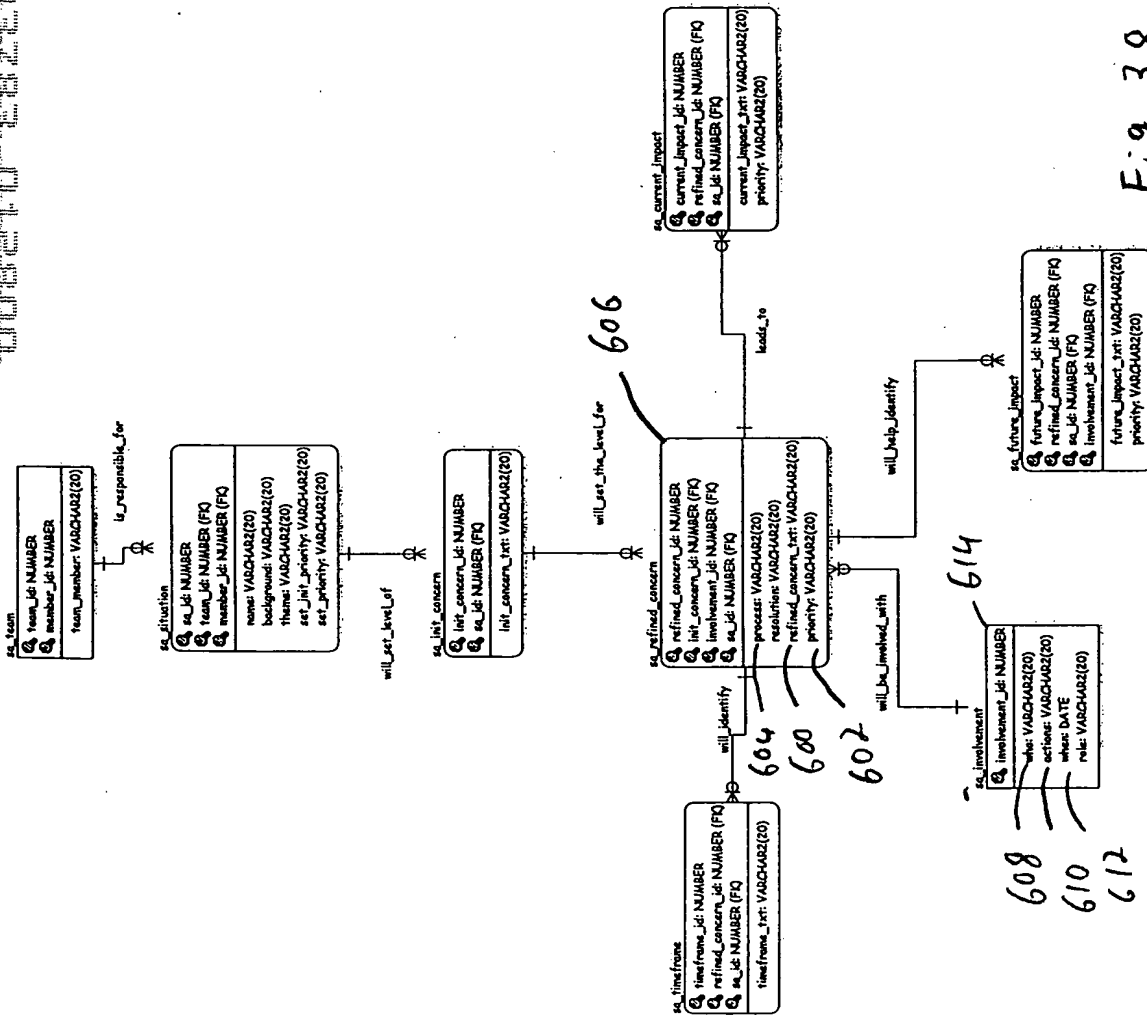 sa_team
team_id: NUMBER
member_id: NUMBER
team_member: VARCHAR2(20)
is_responsible_for
sa_situation
sa_id: NUMBER
team_id: NUMBER (FK)
member_id: NUMBER (FK)
name: VARCHAR2(20)
background: VARCHAR2(20)
theme: VARCHAR2(20)
set_init_priority: VARCHAR2(20)
set_priority: VARCHAR2(20)
will_set_level_of
sa_init_concern
init_concern_id: NUMBER
sa_id: NUMBER (FK)
init_concern_txt: VARCHAR2(20)
will_set_the_level_for
606
sa_refined_concern
refined_concern_id: NUMBER
init_concern_id: NUMBER (FK)
involvement_id: NUMBER (FK)
sa_id: NUMBER (FK)
process: VARCHAR2(20)
resolution: VARCHAR2(20)
refined_concern_txt: VARCHAR2(20)
priority: VARCHAR2(20)
604
600
602
leads_to
sa_current_impact
current_impact_id: NUMBER
refined_concern_id: NUMBER (FK)
sa_id: NUMBER (FK)
current_impact_txt: VARCHAR2(20)
priority: VARCHAR2(20)
will_identify
sa_timeframe
timeframe_id: NUMBER
refined_concern_id: NUMBER (FK)
sa_id: NUMBER (FK)
timeframe_txt: VARCHAR2(20)
will_be_involved_with
614
sa_involvement
involvement_id: NUMBER
who: VARCHAR2(20)
actions: VARCHAR2(20)
when: DATE
role: VARCHAR2(20)
608
610
612
will_help_identify
sa_future_impact
future_impact_id: NUMBER
refined_concern_id: NUMBER (FK)
sa_id: NUMBER (FK)
involvement_id: NUMBER (FK)
future_impact_txt: VARCHAR2(20)
priority: VARCHAR2(20)
Fig